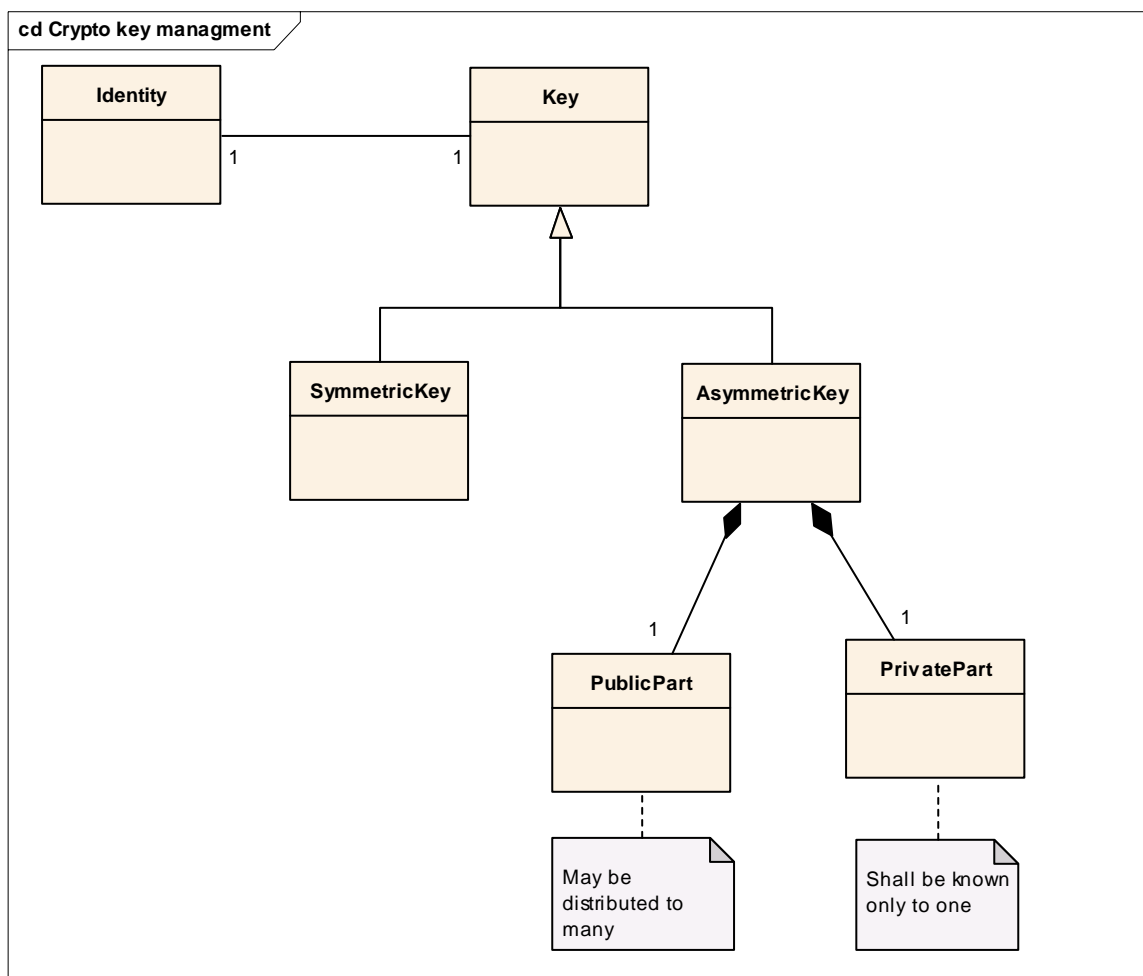 cd Crypto key managment
Identity
Key
1
1
SymmetricKey
AsymmetricKey
1
1
PublicPart
PrivatePart
May be
distributed to
many
Shall be known
only to one